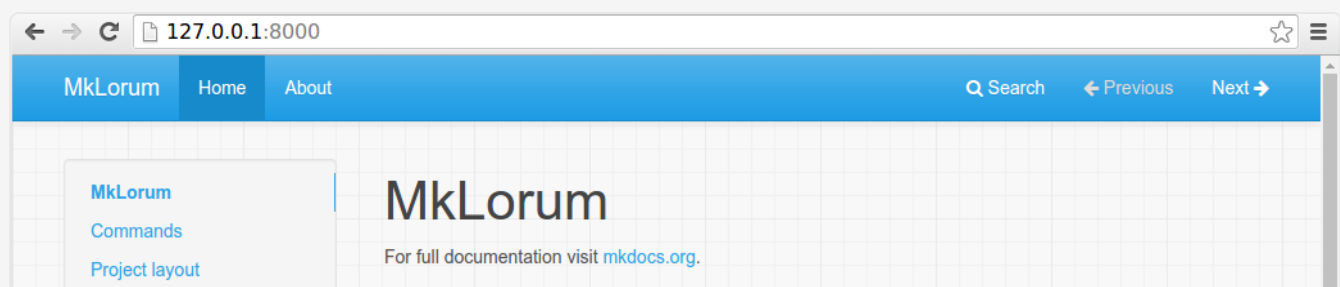 127.0.0.1:8000
MkLorum Home About Search Previous Next
MkLorum
Commands
Project layout
MkLorum
For full documentation visit mkdocs.org.